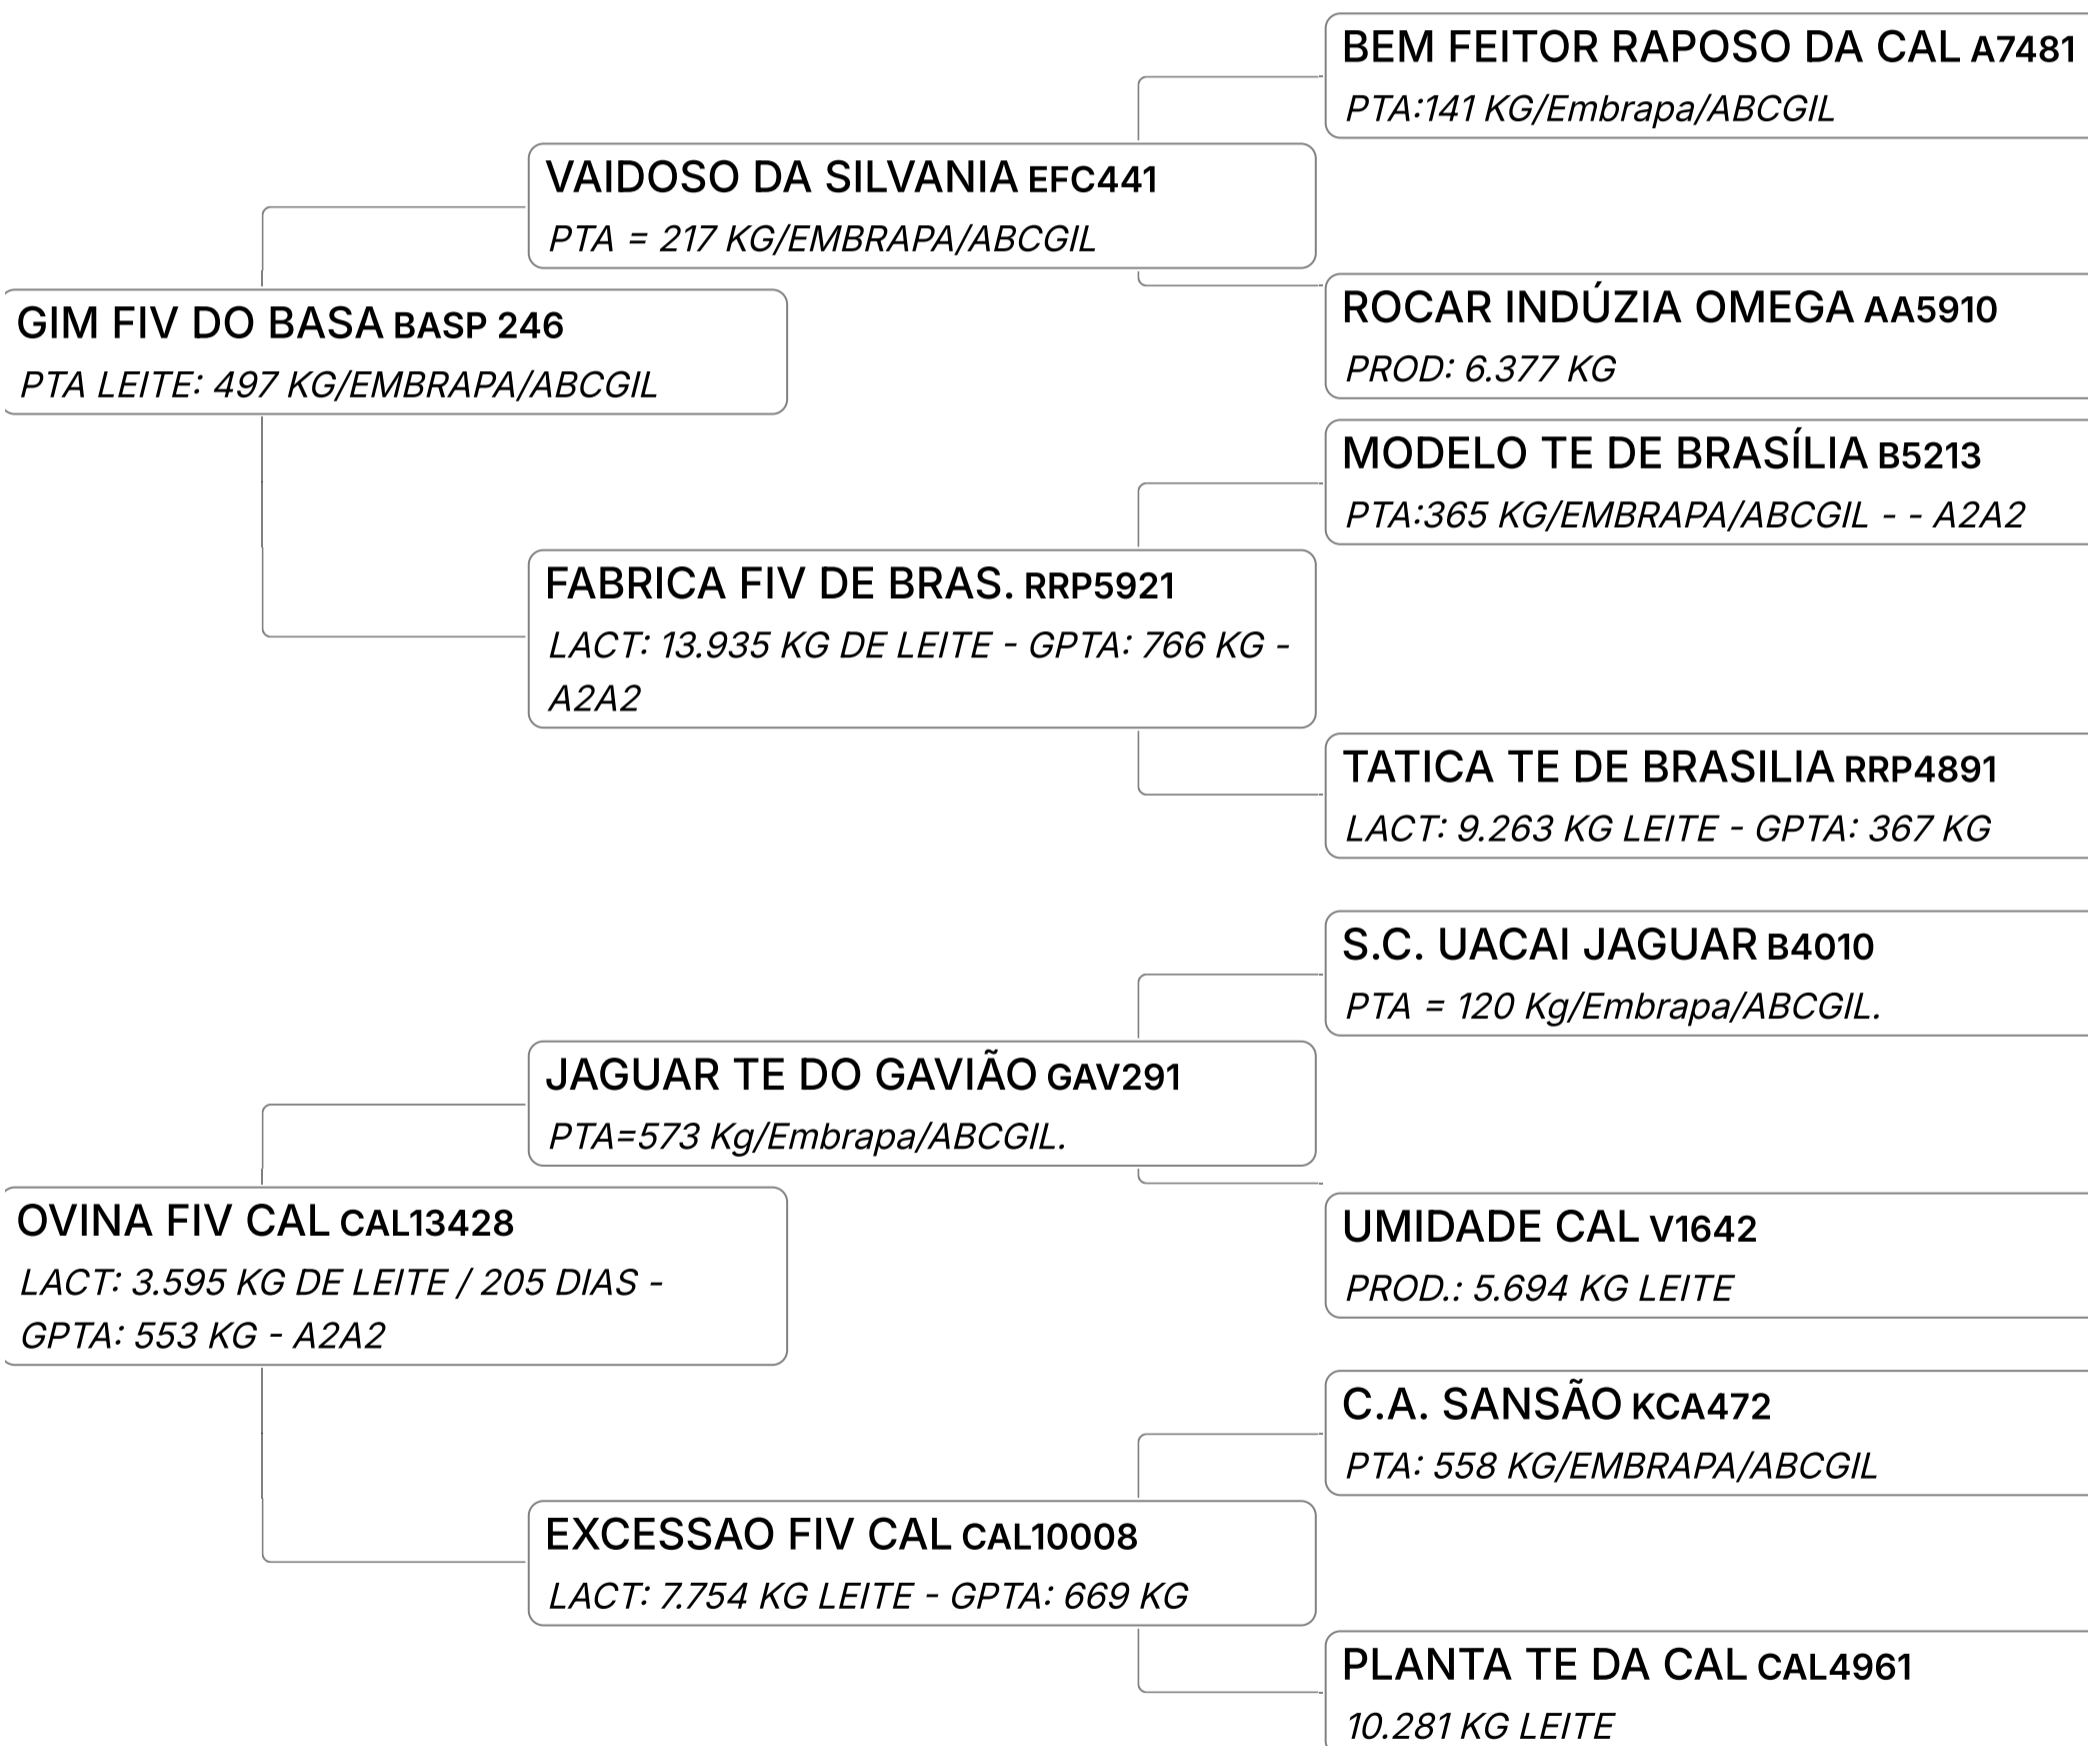 BEM FEITOR RAPOSO DA CAL A7481
PTA:141 KG/Embrapa/ABCGIL
VAIDOSO DA SILVANIA EFC441
PTA = 217 KG/EMBRAPA/ABCGIL
ROCAR INDÚZIA OMEGA AA5910
PROD: 6.377 KG
GIM FIV DO BASA BASP 246
PTA LEITE: 497 KG/EMBRAPA/ABCGIL
MODELO TE DE BRASÍLIA B5213
PTA:365 KG/EMBRAPA/ABCGIL - - A2A2
FABRICA FIV DE BRAS. RRP5921
LACT: 13.935 KG DE LEITE - GPTA: 766 KG -
A2A2
TATICA TE DE BRASILIA RRP4891
LACT: 9.263 KG LEITE - GPTA: 367 KG
S.C. UACAI JAGUAR B4010
PTA = 120 Kg/Embrapa/ABCGIL.
JAGUAR TE DO GAVIÃO GAV291
PTA=573 Kg/Embrapa/ABCGIL.
OVINA FIV CAL CAL13428
LACT: 3.595 KG DE LEITE / 205 DIAS -
GPTA: 553 KG - A2A2
UMIDADE CAL V1642
PROD.: 5.694 KG LEITE
C.A. SANSÃO KCA472
PTA: 558 KG/EMBRAPA/ABCGIL
EXCESSAO FIV CAL CAL10008
LACT: 7.754 KG LEITE - GPTA: 669 KG
PLANTA TE DA CAL CAL4961
10.281 KG LEITE